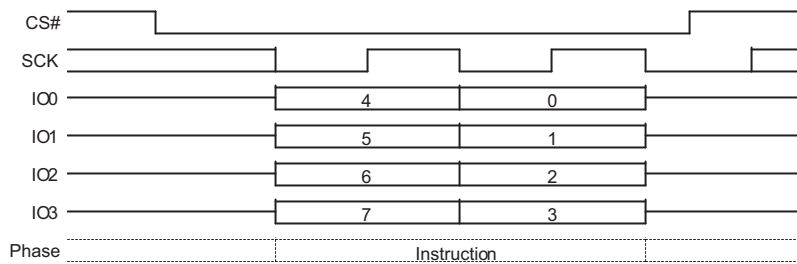 CS#
SCK
IO0 4 0
IO1 5 1
IO2 6 2
IO3 7 3
Phase Instruction